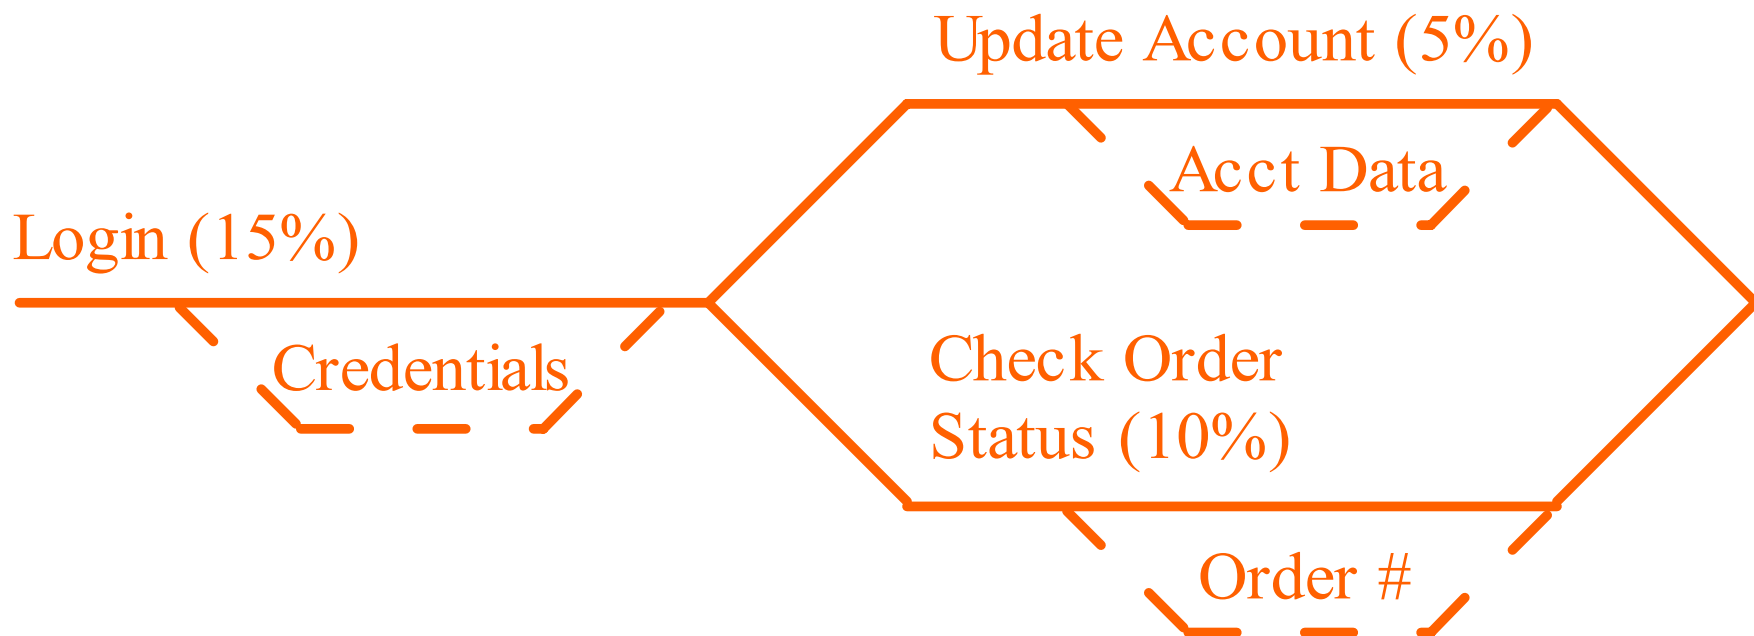 Update Account (5%)
Acct Data
Login (15%)
Credentials
Check Order
Status (10%)
Order #